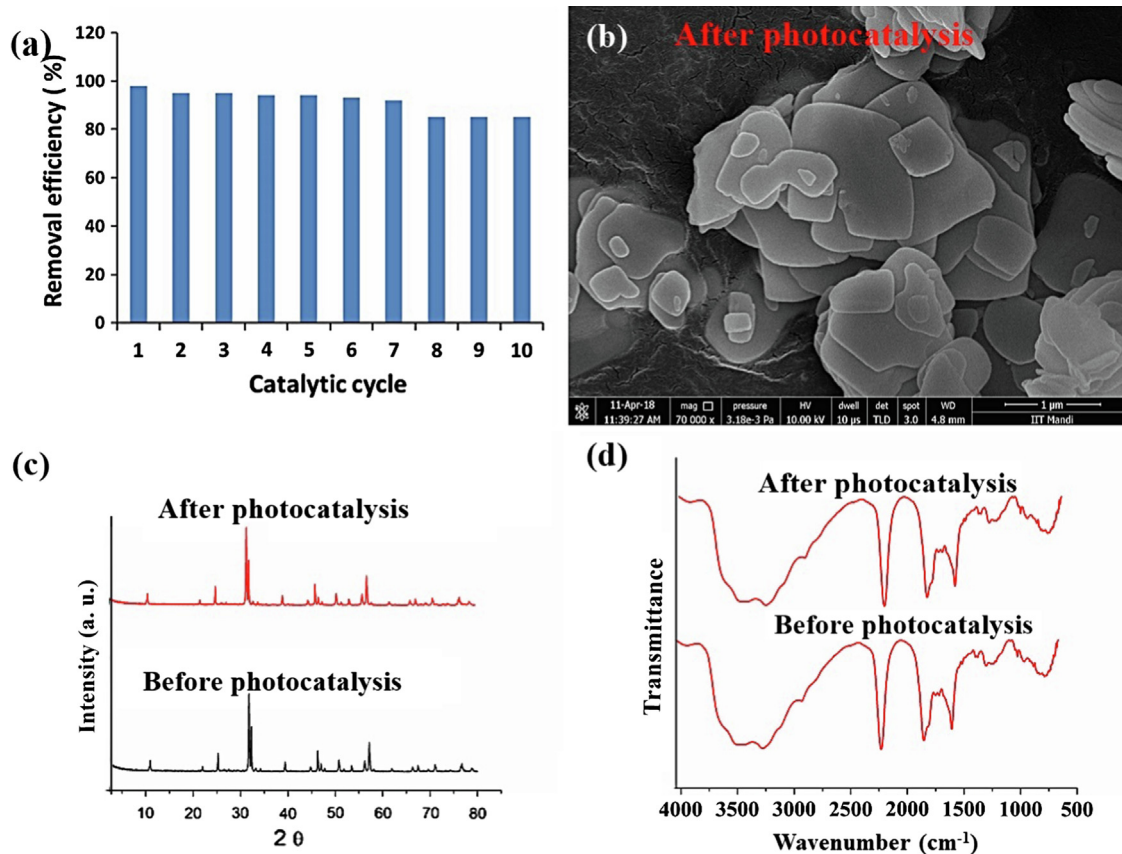 (a)
Removal efficiency ( %)
120
100
80
60
40
20
0
1 2 3 4 5 6 7 8 9 10
Catalytic cycle
(b)
After photocatalysis
11-Apr-18 mag pressure HV dwell det spot WD 1 µm
11:39:27 AM 70 000 x 3.18e-3 Pa 10.00 kV 10 µs TLD 3.0 4.8 mm IIT Mandi
(c)
Intensity (a. u.)
After photocatalysis
Before photocatalysis
10 20 30 40 50 60 70 80
2 θ
(d)
Transmittance
After photocatalysis
Before photocatalysis
4000 3500 3000 2500 2000 1500 1000 500
Wavenumber (cm⁻¹)